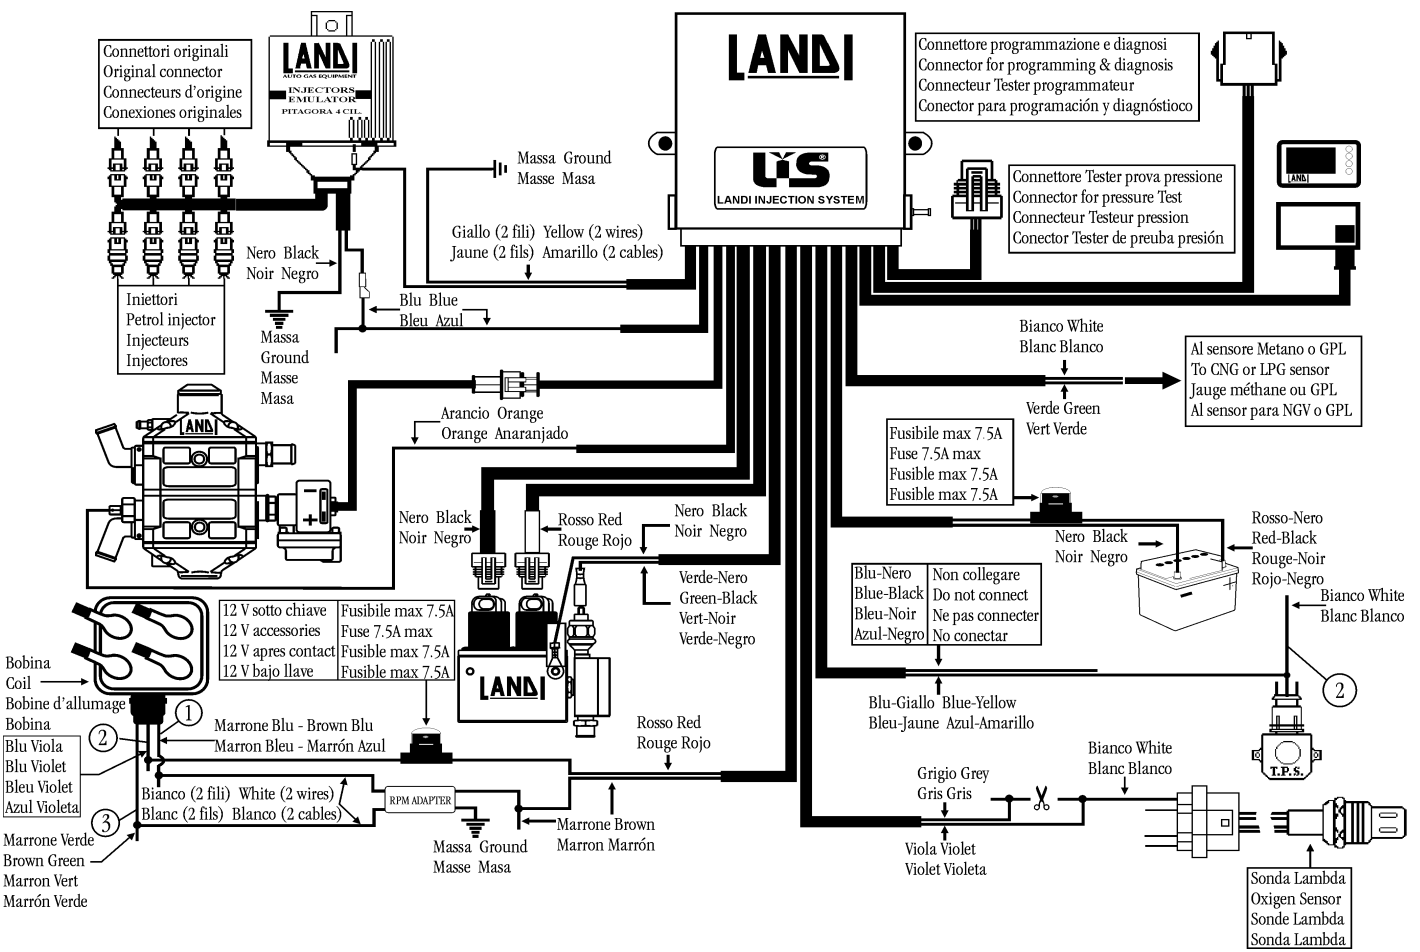 Connettori originali
Original connector
Connecteurs d'origine
Conexiones originales
LANDI
AUTO GAS EQUIPMENT
INJECTORS
EMULATOR
PITAGORA 4 CIL.
LANDI
LIS®
LANDI INJECTION SYSTEM
Connettore programmazione e diagnosi
Connector for programming & diagnosis
Connecteur Tester programmateur
Conector para programación y diagnóstioco
Massa Ground
Masse Masa
Connettore Tester prova pressione
Connector for pressure Test
Connecteur Testeur pression
Conector Tester de preuba presión
LANDI
Giallo (2 fili) Yellow (2 wires)
Jaune (2 fils) Amarillo (2 cables)
Nero Black
Noir Negro
Iniettori
Petrol injector
Injecteurs
Injectores
Blu Blue
Bleu Azul
Massa
Ground
Masse
Masa
Bianco White
Blanc Blanco
Al sensore Metano o GPL
To CNG or LPG sensor
Jauge méthane ou GPL
Al sensor para NGV o GPL
Verde Green
Vert Verde
LANDI
Arancio Orange
Orange Anaranjado
Fusibile max 7.5A
Fuse 7.5A max
Fusible max 7.5A
Fusible max 7.5A
− +
Nero Black
Noir Negro
Rosso Red
Rouge Rojo
Nero Black
Noir Negro
Nero Black
Noir Negro
Rosso-Nero
Red-Black
Rouge-Noir
Rojo-Negro
− +
Verde-Nero
Green-Black
Vert-Noir
Verde-Negro
Blu-Nero
Blue-Black
Bleu-Noir
Azul-Negro
Non collegare
Do not connect
Ne pas connecter
No conectar
Bianco White
Blanc Blanco
12 V sotto chiave
12 V accessories
12 V apres contact
12 V bajo llave
Fusibile max 7.5A
Fuse 7.5A max
Fusible max 7.5A
Fusible max 7.5A
LANDI
Bobina
Coil
Bobine d'allumage
Bobina
Blu-Giallo Blue-Yellow
Bleu-Jaune Azul-Amarillo
2
1
2
Marrone Blu - Brown Blu
Marron Bleu - Marrón Azul
Rosso Red
Rouge Rojo
Blu Viola
Blu Violet
Bleu Violet
Azul Violeta
T.P.S.
Bianco White
Blanc Blanco
Grigio Grey
Gris Gris
Bianco (2 fili) White (2 wires)
Blanc (2 fils) Blanco (2 cables)
RPM ADAPTER
3
Marrone Brown
Marron Marrón
Marrone Verde
Brown Green
Marron Vert
Marrón Verde
Massa Ground
Masse Masa
Viola Violet
Violet Violeta
Sonda Lambda
Oxigen Sensor
Sonde Lambda
Sonda Lambda